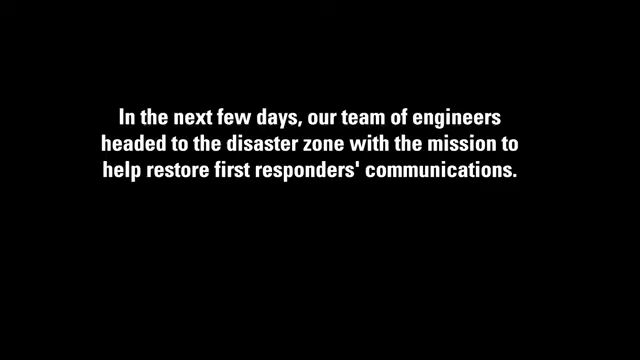 In the next few days, our team of engineers
headed to the disaster zone with the mission to
help restore first responders' communications.